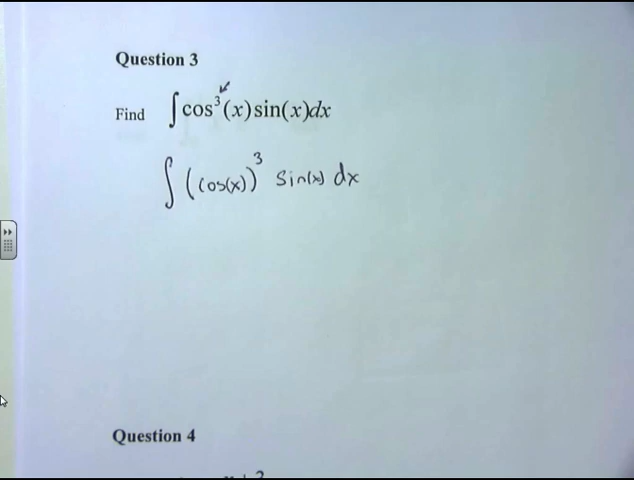 Question 3
Find ∫cos³(x)sin(x)dx
∫(cos(x))³ sin(x) dx
Question 4